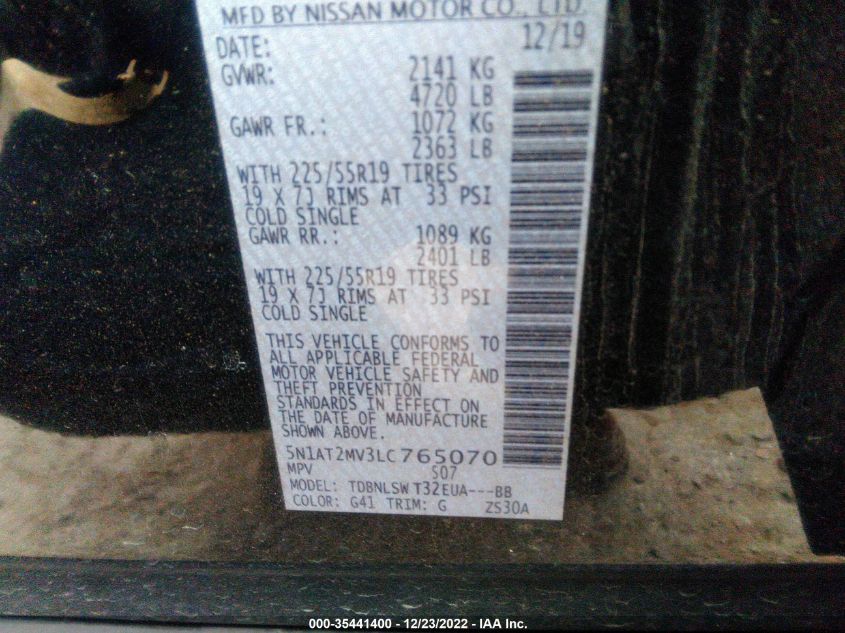 MFD BY NISSAN MOTOR CO., LTD
DATE: 12/19
GVWR: 2141 KG
4720 LB
GAWR FR.: 1072 KG
2363 LB
WITH 225/55R19 TIRES
19 X 7J RIMS AT 33 PSI
COLD SINGLE
GAWR RR.: 1089 KG
2401 LB
WITH 225/55R19 TIRES
19 X 7J RIMS AT 33 PSI
COLD SINGLE
THIS VEHICLE CONFORMS TO
ALL APPLICABLE FEDERAL
MOTOR VEHICLE SAFETY AND
THEFT PREVENTION
STANDARDS IN EFFECT ON
THE DATE OF MANUFACTURE
SHOWN ABOVE.
5N1AT2MV3LC765070
MPV S07
MODEL: TDBNLSW T32EUA---BB
COLOR: G41 TRIM: G ZS30A
000-35441400 - 12/23/2022 - IAA Inc.